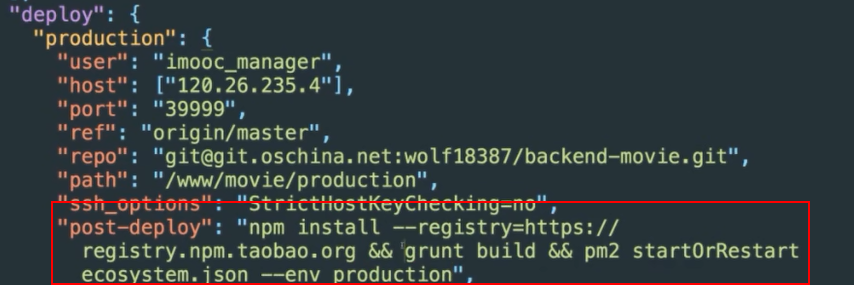 "deploy": {
"production": {
"user": "imooc_manager",
"host": ["120.26.235.4"],
"port": "39999",
"ref": "origin/master",
"repo": "git@git.oschina.net:wolf18387/backend-movie.git",
"path": "/www/movie/production",
"ssh_options": "StrictHostKeyChecking=no",
"post-deploy": "npm install --registry=https://
registry.npm.taobao.org && grunt build && pm2 startOrRestart
ecosystem.json --env production",